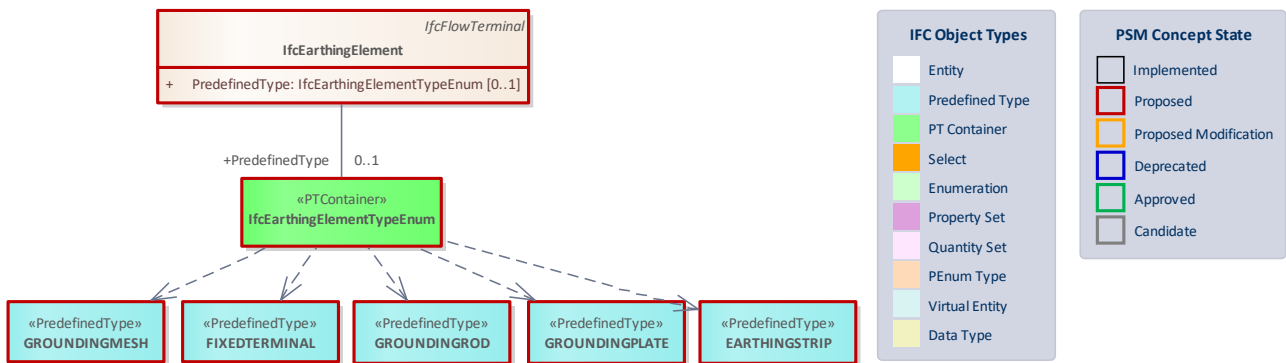 IfcFlowTerminal
IfcEarthingElement
+ PredefinedType: IfcEarthingElementTypeEnum [0..1]
+PredefinedType 0..1
«PTContainer»
IfcEarthingElementTypeEnum
«PredefinedType»
GROUNDINGMESH
«PredefinedType»
FIXEDTERMINAL
«PredefinedType»
GROUNDINGROD
«PredefinedType»
GROUNDINGPLATE
«PredefinedType»
EARTHINGSTRIP
IFC Object Types
Entity
Predefined Type
PT Container
Select
Enumeration
Property Set
Quantity Set
PEnum Type
Virtual Entity
Data Type
PSM Concept State
Implemented
Proposed
Proposed Modification
Deprecated
Approved
Candidate